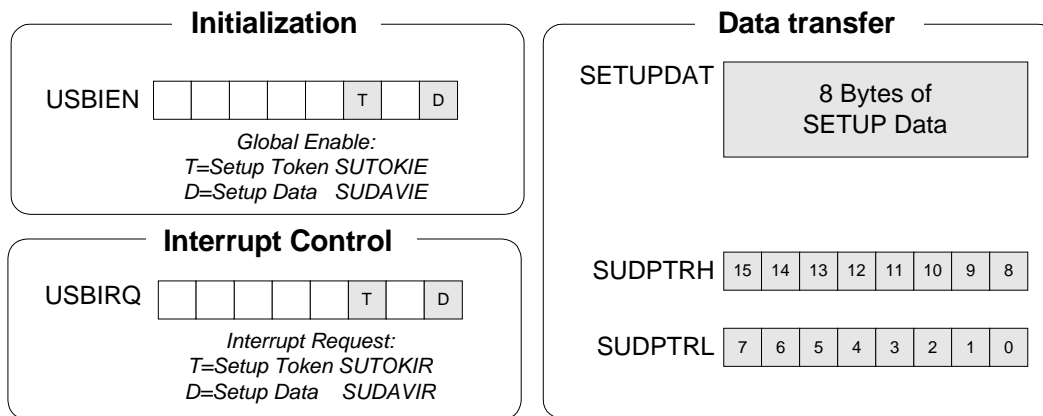 Initialization
USBIEN
T D
Global Enable:
T=Setup Token SUTOKIE
D=Setup Data SUDAVIE
Interrupt Control
USBIRQ
T D
Interrupt Request:
T=Setup Token SUTOKIR
D=Setup Data SUDAVIR
Data transfer
SETUPDAT
8 Bytes of
SETUP Data
SUDPTRH
15 14 13 12 11 10 9 8
SUDPTRL
7 6 5 4 3 2 1 0